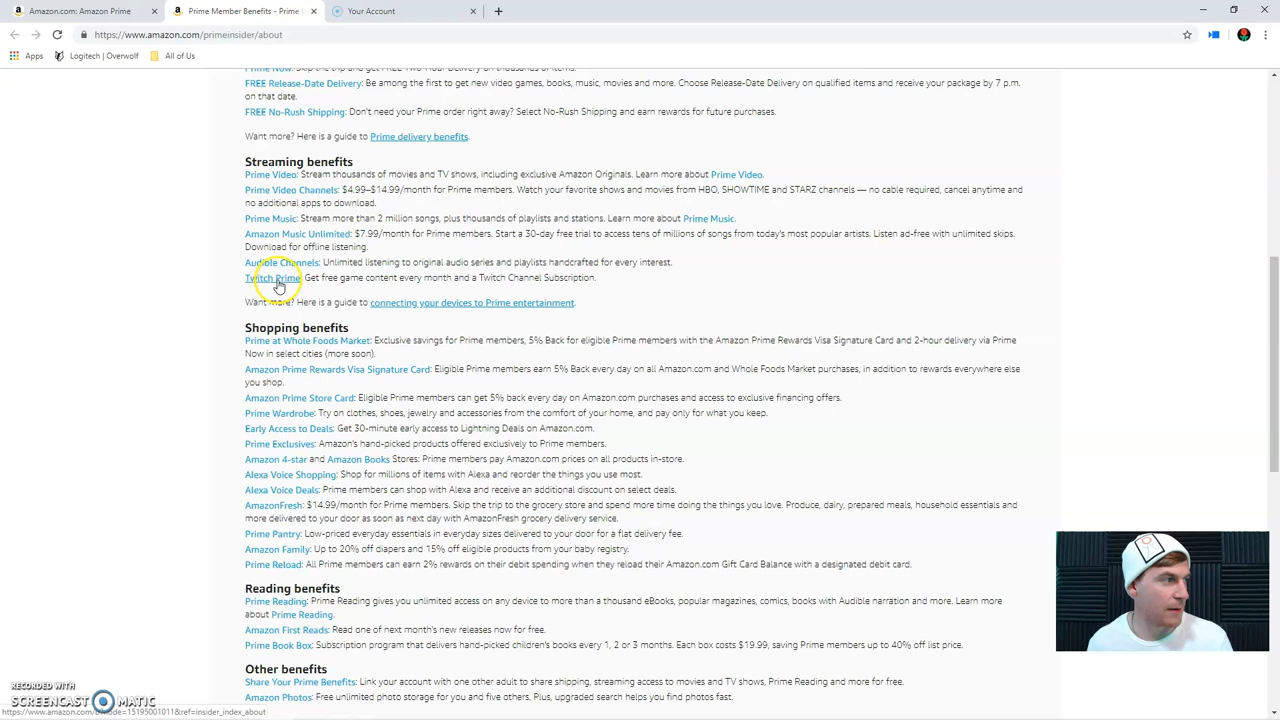 Amazon.com: Amazon Prime
Prime Member Benefits - Prime I
Your Account
https://www.amazon.com/primeinsider/about
Apps
Logitech | Overwolf
All of Us
Prime Now: Skip the trip and get FREE Two-Hour Delivery on thousands of items.
FREE Release-Date Delivery: Be among the first to get new video games, books, music, movies and more. Choose Release-Date Delivery on qualified items and receive your package by 7 p.m.
on that date.
FREE No-Rush Shipping: Don't need your Prime order right away? Select No-Rush Shipping and earn rewards for future purchases.
Want more? Here is a guide to Prime delivery benefits.
Streaming benefits
Prime Video: Stream thousands of movies and TV shows, including exclusive Amazon Originals. Learn more about Prime Video.
Prime Video Channels: $4.99–$14.99/month for Prime members. Watch your favorite shows and movies from HBO, SHOWTIME and STARZ channels — no cable required, cancel anytime and
no additional apps to download.
Prime Music: Stream more than 2 million songs, plus thousands of playlists and stations. Learn more about Prime Music.
Amazon Music Unlimited: $7.99/month for Prime members. Start a 30-day free trial to access tens of millions of songs from today's most popular artists. Listen ad-free with unlimited skips.
Download for offline listening.
Audible Channels: Unlimited listening to original audio series and playlists handcrafted for every interest.
Twitch Prime: Get free game content every month and a Twitch Channel Subscription.
Want more? Here is a guide to connecting your devices to Prime entertainment.
Shopping benefits
Prime at Whole Foods Market: Exclusive savings for Prime members, 5% Back for eligible Prime members with the Amazon Prime Rewards Visa Signature Card and 2-hour delivery via Prime
Now in select cities (more soon).
Amazon Prime Rewards Visa Signature Card: Eligible Prime members earn 5% Back every day on all Amazon.com and Whole Foods Market purchases, in addition to rewards everywhere else
you shop.
Amazon Prime Store Card: Eligible Prime members can get 5% back every day on Amazon.com purchases and access to exclusive financing offers.
Prime Wardrobe: Try on clothes, shoes, jewelry and accessories from the comfort of your home, and pay only for what you keep.
Early Access to Deals: Get 30-minute early access to Lightning Deals on Amazon.com.
Prime Exclusives: Amazon's hand-picked products offered exclusively to Prime members.
Amazon 4-star and Amazon Books Stores: Prime members pay Amazon.com prices on all products in-store.
Alexa Voice Shopping: Shop for millions of items with Alexa and reorder the things you use most.
Alexa Voice Deals: Prime members can shop with Alexa and receive an additional discount on select deals.
AmazonFresh: $14.99/month for Prime members. Skip the trip to the grocery store and spend more time doing the things you love. Produce, dairy, prepared meals, household essentials and
more delivered to your door as soon as next day with AmazonFresh grocery delivery service.
Prime Pantry: Low-priced everyday essentials in everyday sizes delivered to your door for a flat delivery fee.
Amazon Family: Up to 20% off diapers and 15% off eligible products from your baby registry.
Prime Reload: All Prime members can earn 2% rewards on their debit spending when they reload their Amazon.com Gift Card Balance with a designated debit card.
Reading benefits
Prime Reading: Prime Reading gives you unlimited access on any device to more than a thousand eBooks, popular magazines, comics, books with Audible narration and more. Learn more
about Prime Reading.
Amazon First Reads: Read one of next month's new releases now for free.
Prime Book Box: Subscription program that delivers hand-picked children's books every 1, 2 or 3 months. Each box costs $19.99, saving Prime members up to 40% off list price.
Other benefits
Share Your Prime Benefits: Link your account with one other adult to share shipping, streaming access to movies and TV shows, Prime Reading and more for free.
Amazon Photos: Free unlimited photo storage for you and five others. Plus, upgraded search helps you find photos fast.
RECORDED WITH
SCREENCAST MATIC
https://www.amazon.com/b?node=15195001011&ref=insider_index_about